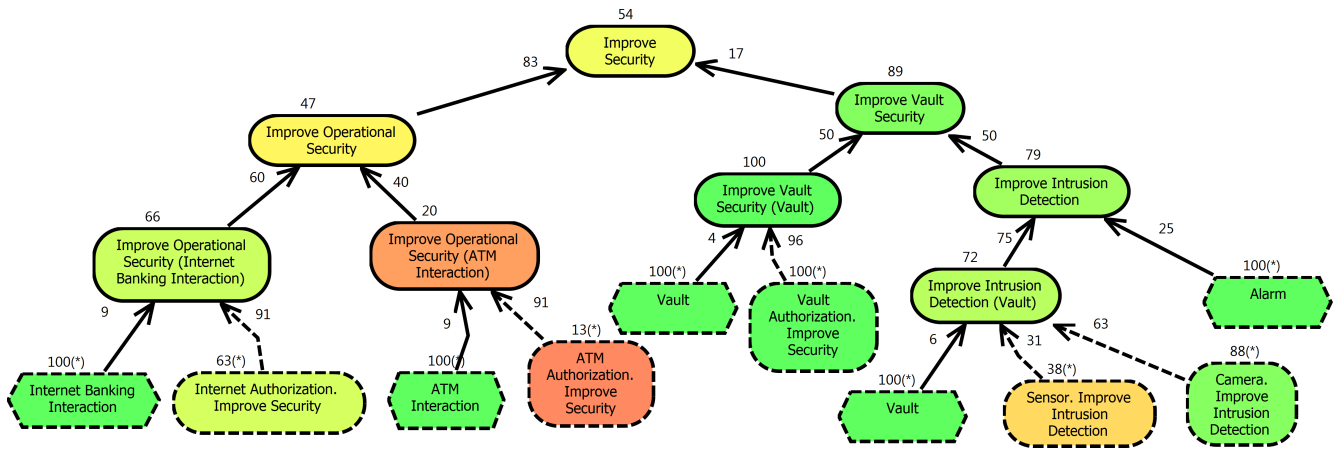 54
Improve
Security
83
17
89
Improve Vault
Security
47
Improve Operational
Security
50
50
60
40
100
Improve Vault
Security (Vault)
79
Improve Intrusion
Detection
66
Improve Operational
Security (Internet
Banking Interaction)
20
Improve Operational
Security (ATM
Interaction)
4
96
75
25
9
91
9
91
100(*)
Vault
100(*)
Vault
Authorization.
Improve
Security
72
Improve Intrusion
Detection (Vault)
100(*)
Alarm
6
31
63
100(*)
Internet Banking
Interaction
63(*)
Internet Authorization.
Improve Security
100(*)
ATM
Interaction
13(*)
ATM
Authorization.
Improve
Security
100(*)
Vault
38(*)
Sensor. Improve
Intrusion
Detection
88(*)
Camera.
Improve
Intrusion
Detection